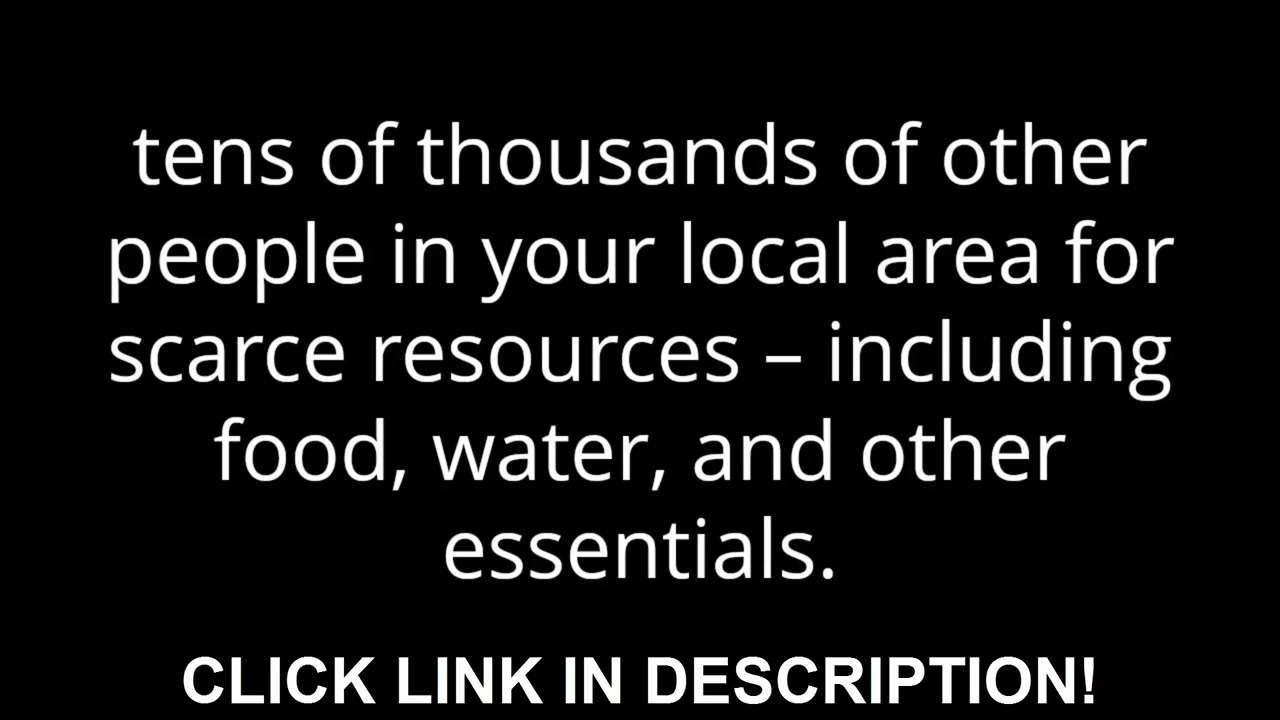 tens of thousands of other
people in your local area for
scarce resources – including
food, water, and other
essentials.
CLICK LINK IN DESCRIPTION!